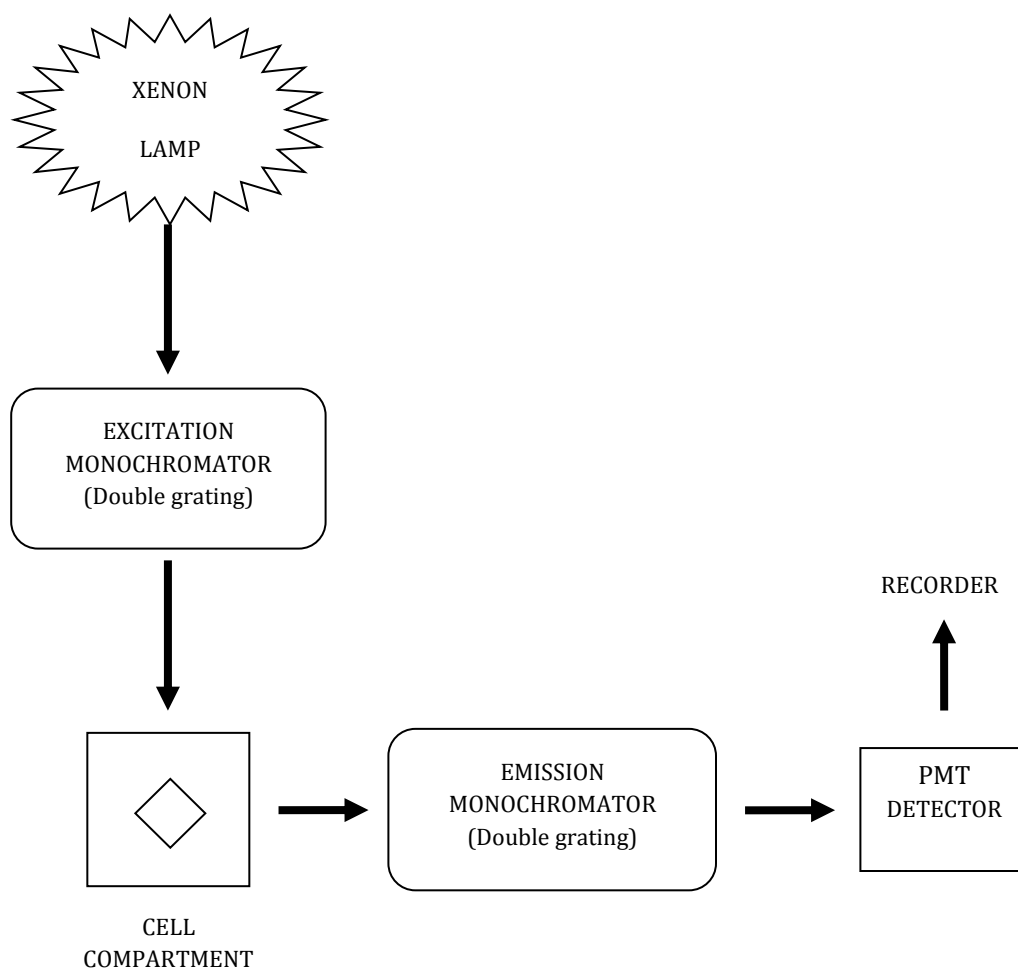 XENON
LAMP
EXCITATION
MONOCHROMATOR
(Double grating)
RECORDER
EMISSION
MONOCHROMATOR
(Double grating)
PMT
DETECTOR
CELL
COMPARTMENT